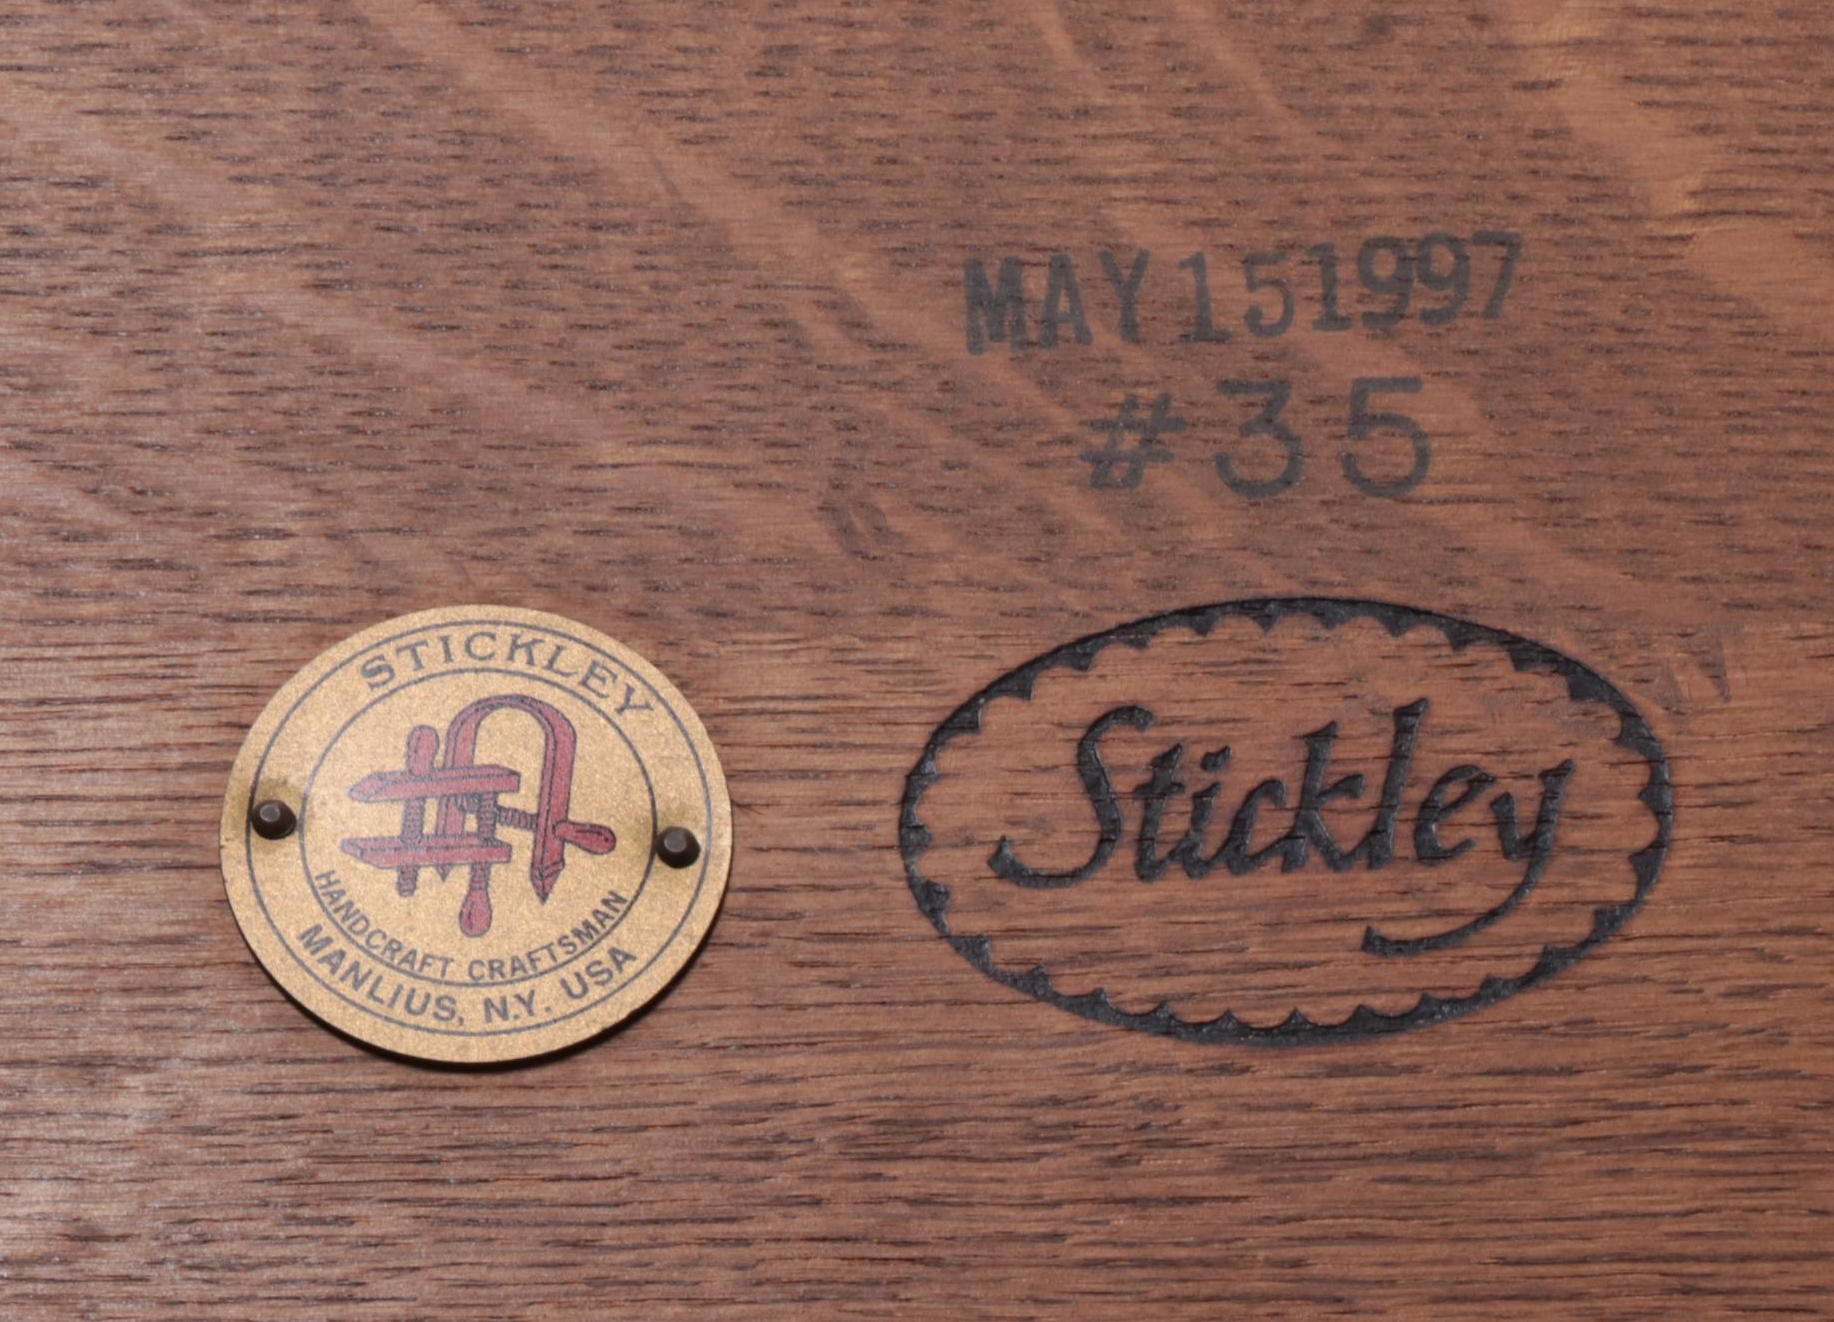 MAY 15 1997
#35
STICKLEY
HANDCRAFT CRAFTSMAN
MANLIUS, N.Y. USA
Stickley